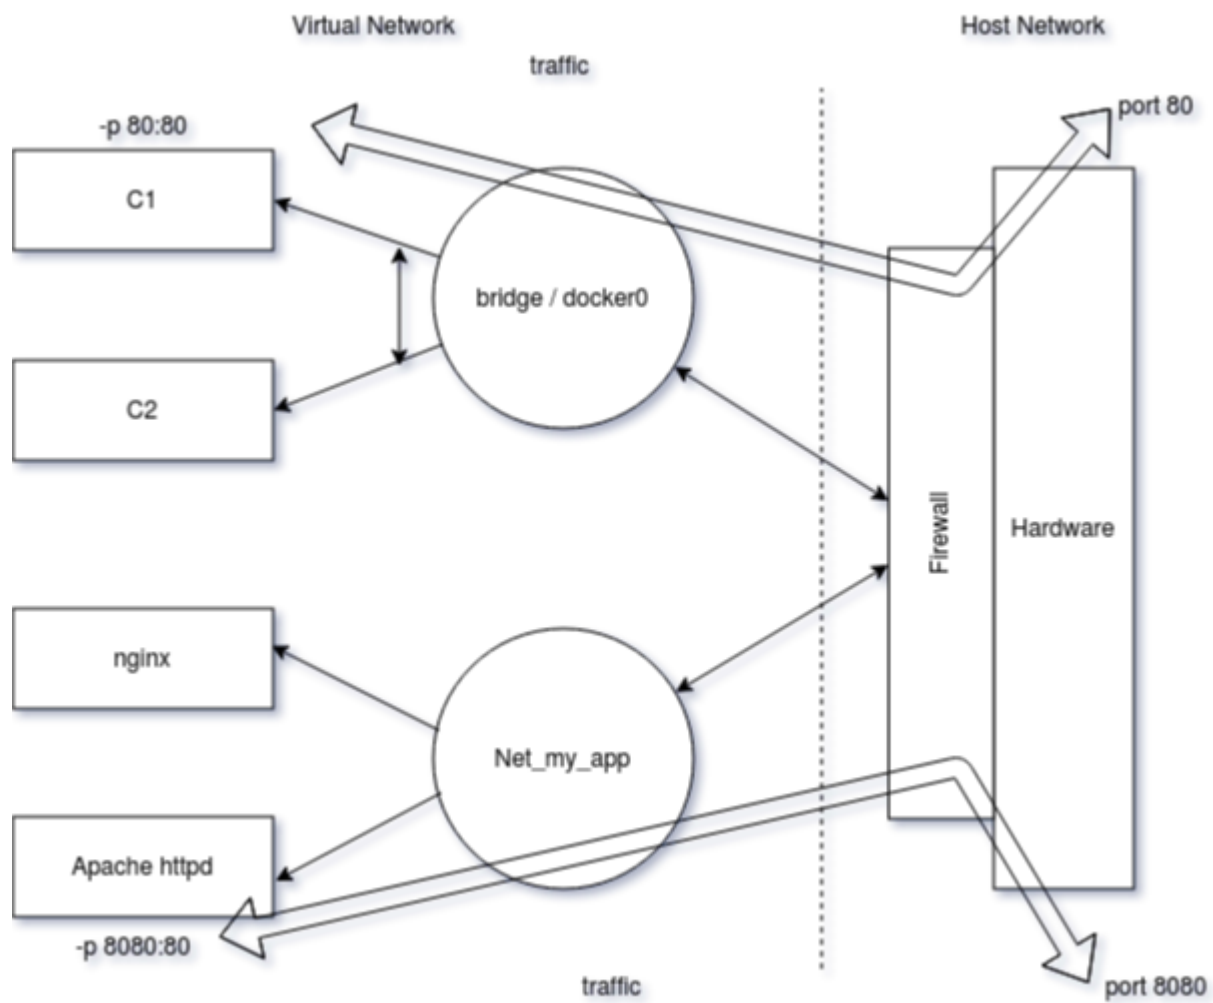 Virtual Network
Host Network
traffic
port 80
-p 80:80
C1
bridge / docker0
C2
Firewall
Hardware
nginx
Net_my_app
Apache httpd
-p 8080:80
traffic
port 8080